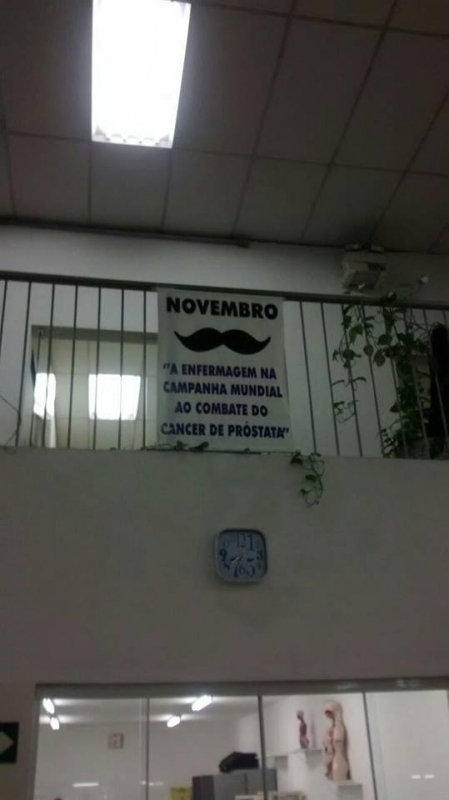 NOVEMBRO
"A ENFERMAGEM NA
CAMPANHA MUNDIAL
AO COMBATE DO
CANCER DE PRÓSTATA"